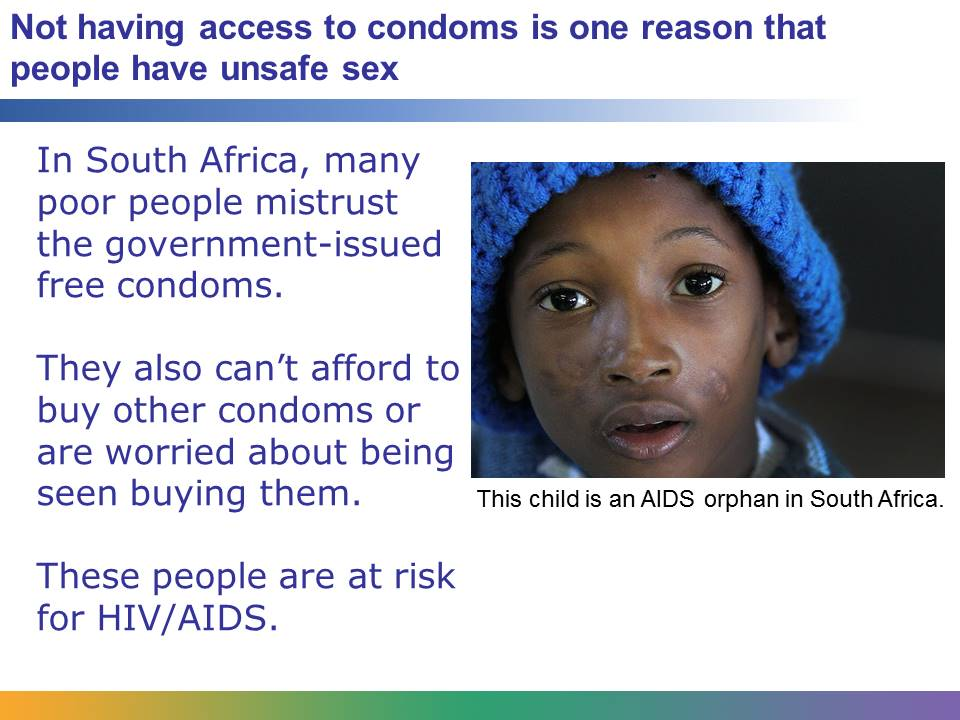 Not having access to condoms is one reason that
people have unsafe sex
In South Africa, many
poor people mistrust
the government-issued
free condoms.
They also can’t afford to
buy other condoms or
are worried about being
seen buying them.
These people are at risk
for HIV/AIDS.
This child is an AIDS orphan in South Africa.